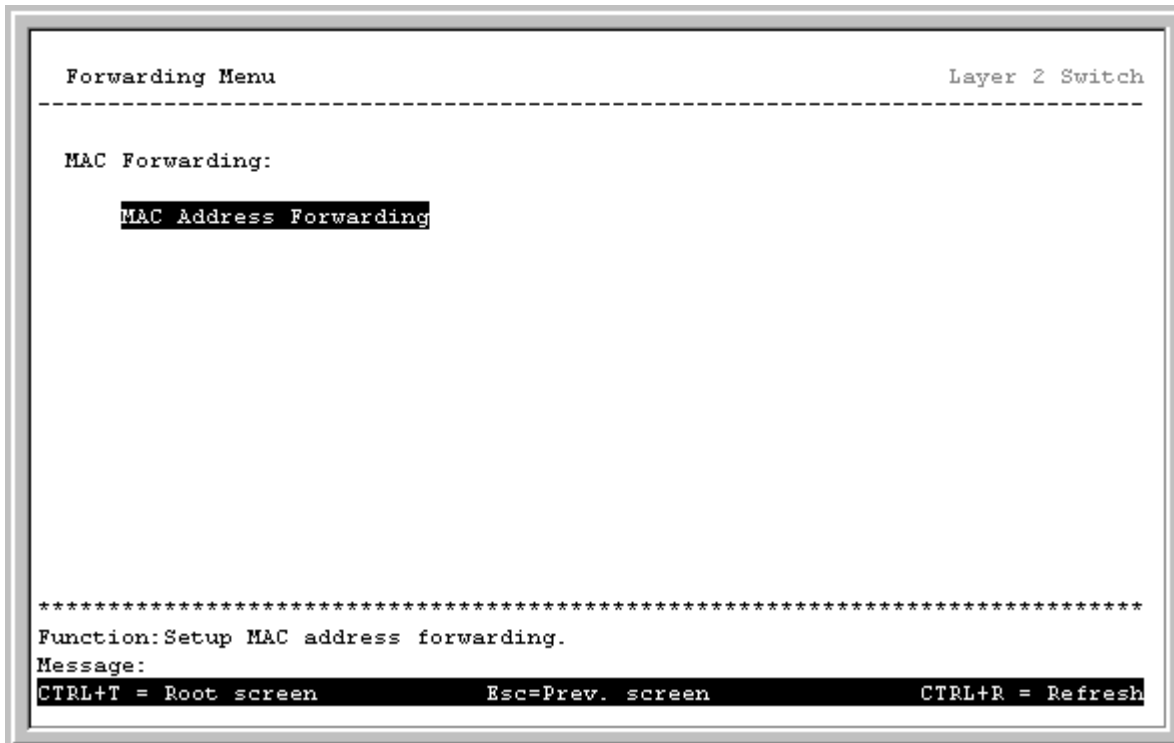 Forwarding Menu Layer 2 Switch
--------------------------------------------------------------------------------
MAC Forwarding:
MAC Address Forwarding
********************************************************************************
Function:Setup MAC address forwarding.
Message:
CTRL+T = Root screen Esc=Prev. screen CTRL+R = Refresh